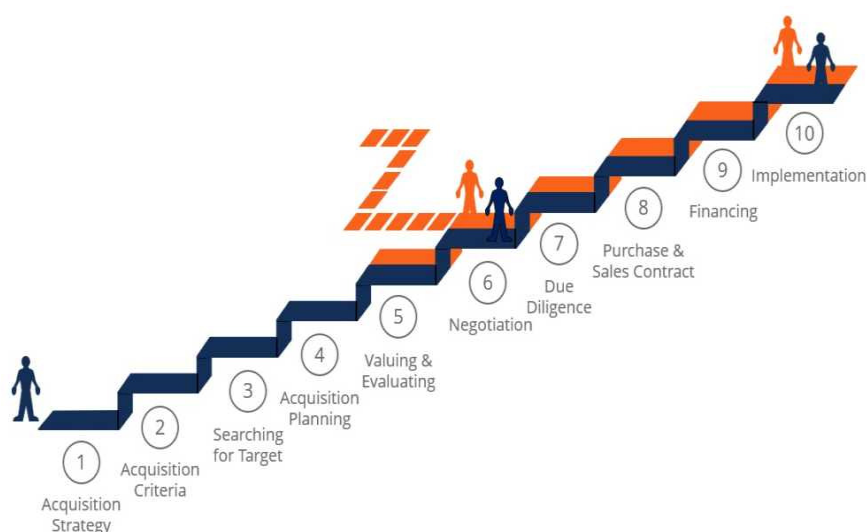 1
Acquisition
Strategy
2
Acquisition
Criteria
3
Searching
for Target
4
Acquisition
Planning
5
Valuing &
Evaluating
6
Negotiation
7
Due
Diligence
8
Purchase &
Sales Contract
9
Financing
10
Implementation